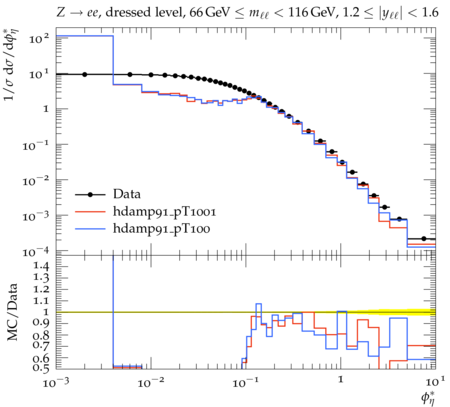 Z → ee, dressed level, 66 GeV ≤ mℓℓ < 116 GeV, 1.2 ≤ |yℓℓ| < 1.6
1/σ dσ/dφ*η
10²
10¹
1
10⁻¹
10⁻²
10⁻³
10⁻⁴
Data
hdamp91_pT1001
hdamp91_pT100
MC/Data
1.4
1.3
1.2
1.1
1
0.9
0.8
0.7
0.6
0.5
10⁻³ 10⁻² 10⁻¹ 1 10¹
φ*η